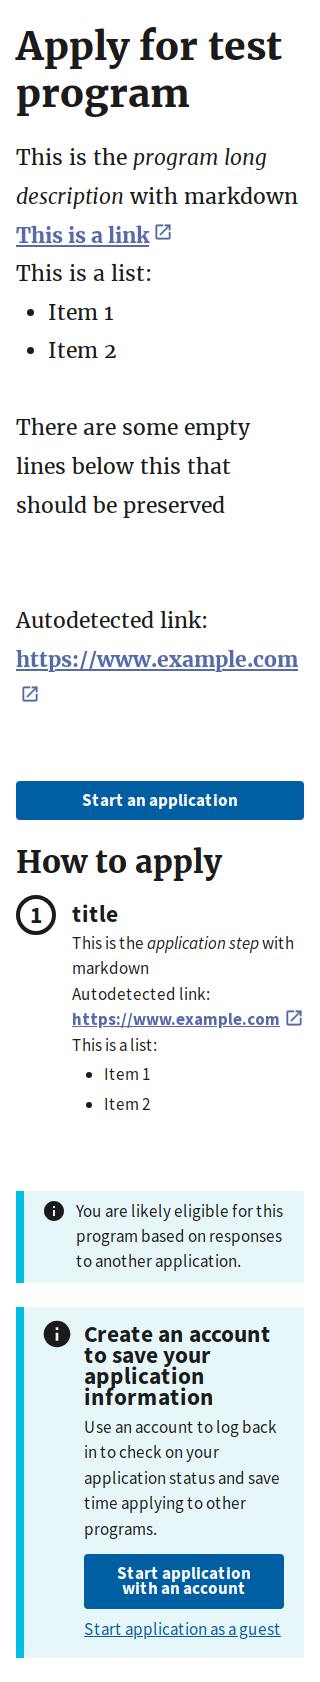 Apply for test
program
This is the program long
description with markdown
This is a link
This is a list:
• Item 1
• Item 2
There are some empty
lines below this that
should be preserved
Autodetected link:
https://www.example.com
Start an application
How to apply
1 title
This is the application step with
markdown
Autodetected link:
https://www.example.com
This is a list:
• Item 1
• Item 2
You are likely eligible for this
program based on responses
to another application.
Create an account
to save your
application
information
Use an account to log back
in to check on your
application status and save
time applying to other
programs.
Start application
with an account
Start application as a guest